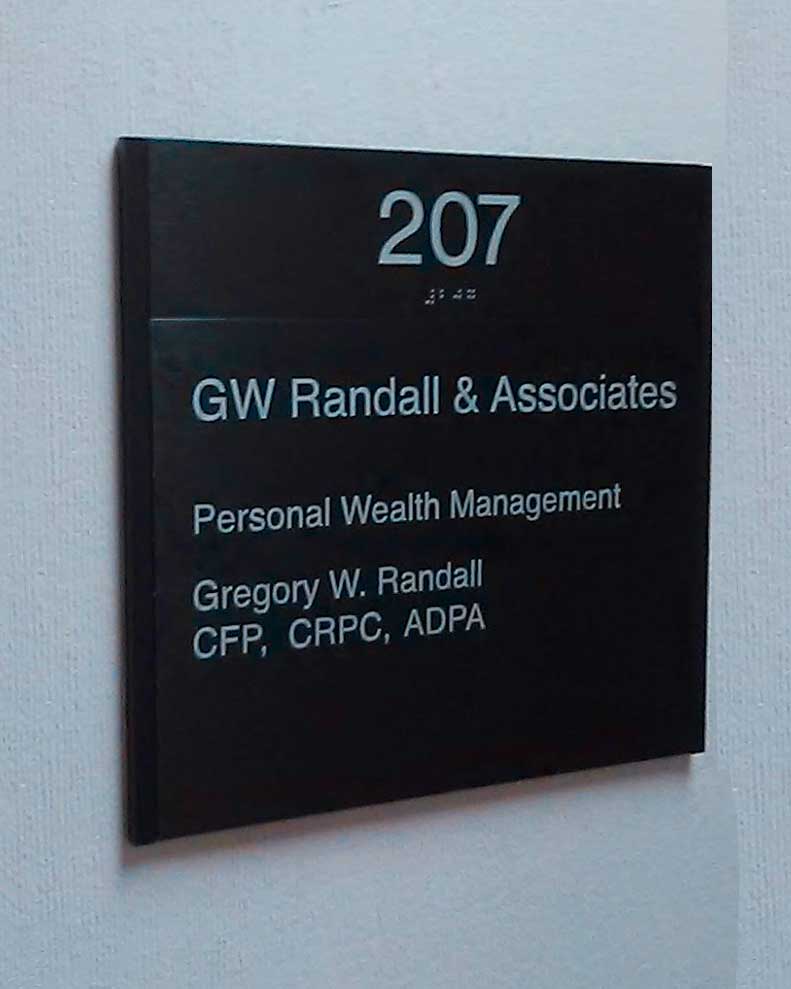 207
GW Randall & Associates
Personal Wealth Management
Gregory W. Randall
CFP, CRPC, ADPA